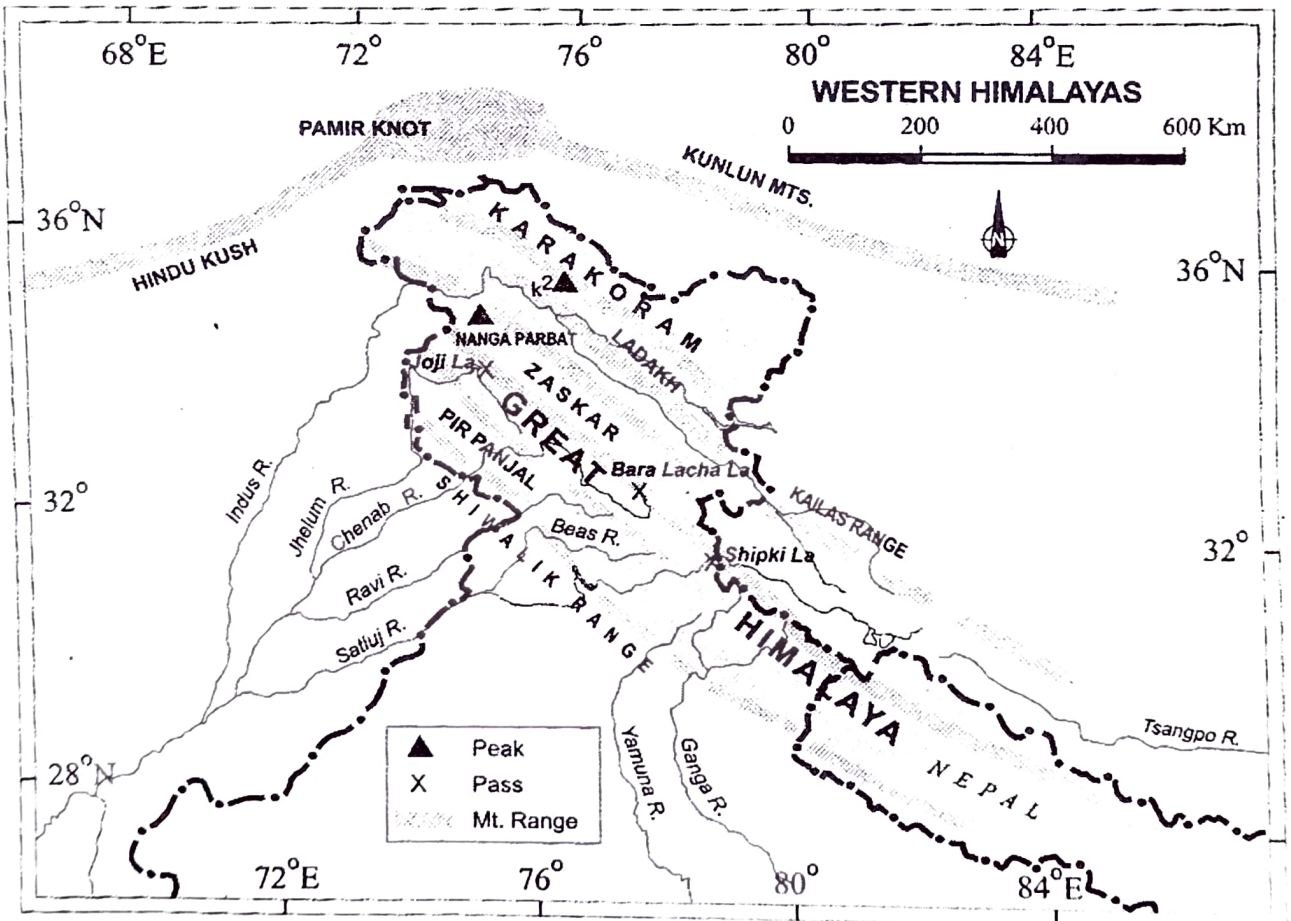 68°E 72° 76° 80° 84°E
WESTERN HIMALAYAS
0 200 400 600 Km
PAMIR KNOT
KUNLUN MTS.
N
36°N
HINDU KUSH
36°N
KARAKORAM
k2
NANGA PARBAT
LADAKH
Joji La
ZASKAR
GREAT
PIR PANJAL
Bara Lacha La
32°
SHIWALIK RANGE
Indus R.
Jhelum R.
Chenab R.
KAILAS RANGE
Beas R.
Shipki La
32°
Ravi R.
Satluj R.
HIMALAYA
Tsangpo R.
NEPAL
Yamuna R.
Ganga R.
28°N
Peak
Pass
Mt. Range
72°E 76° 80° 84°E